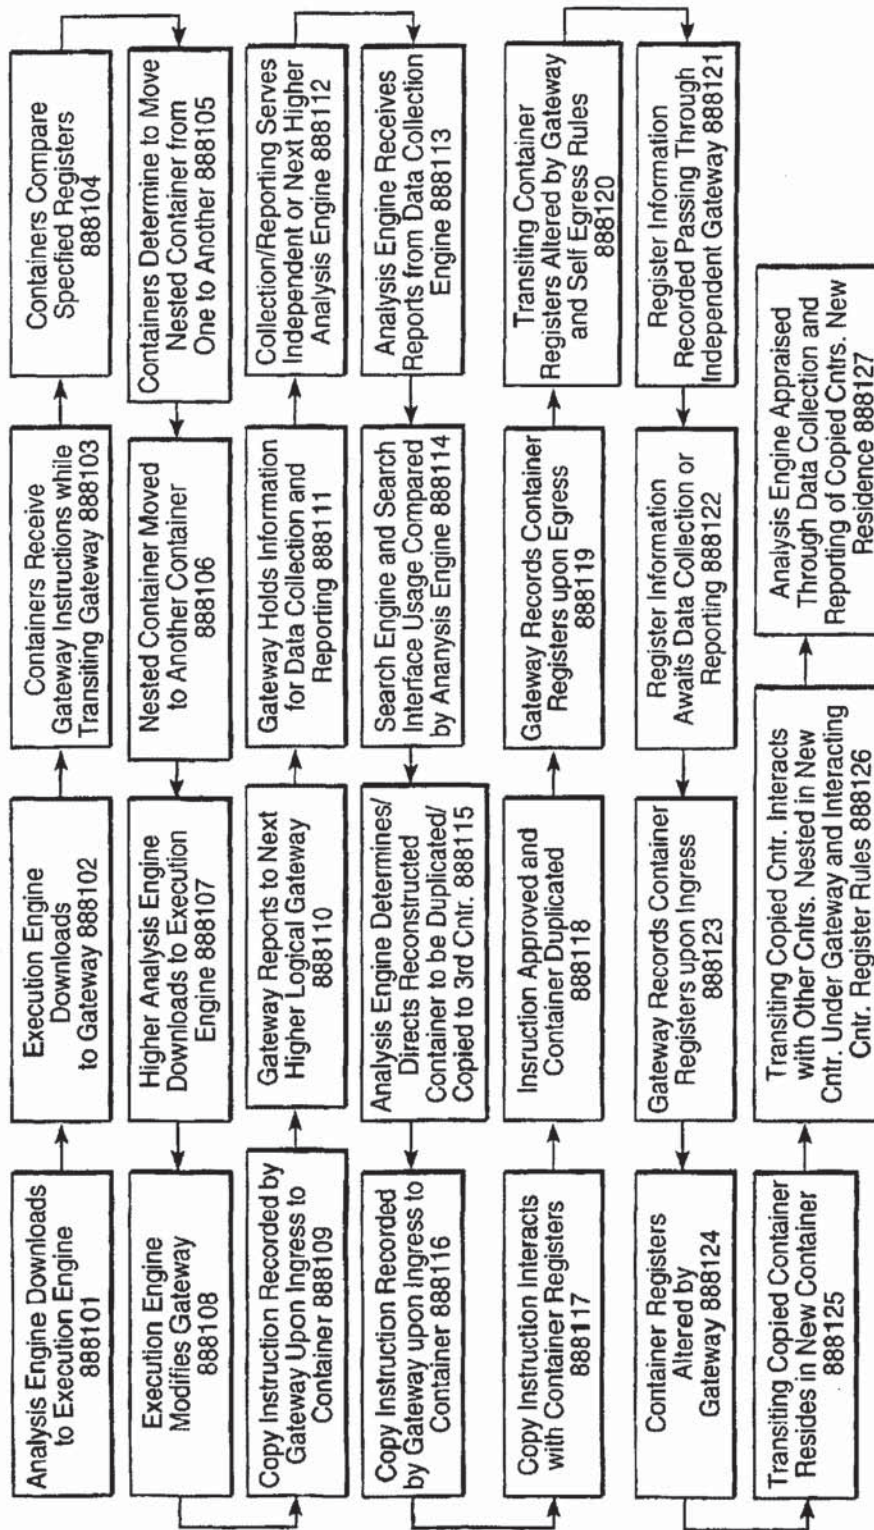 Analysis Engine Downloads
to Execution Engine
888101
Execution Engine
Downloads
to Gateway 888102
Containers Receive
Gateway Instructions while
Transiting Gateway 888103
Containers Compare
Specfied Registers
888104
Containers Determine to Move
Nested Container from
One to Another 888105
Nested Container Moved
to Another Container
888106
Higher Analysis Engine
Downloads to Execution
Engine 888107
Execution Engine
Modifies Gateway
888108
Copy Instruction Recorded by
Gateway Upon Ingress to
Container 888109
Gateway Reports to Next
Higher Logical Gateway
888110
Gateway Holds Information
for Data Collection and
Reporting 888111
Collection/Reporting Serves
Independent or Next Higher
Analysis Engine 888112
Analysis Engine Receives
Reports from Data Collection
Engine 888113
Search Engine and Search
Interface Usage Compared
by Ananysis Engine 888114
Analysis Engine Determines/
Directs Reconstructed
Container to be Duplicated/
Copied to 3rd Cntr. 888115
Copy Instruction Recorded
by Gateway upon Ingress to
Container 888116
Copy Instruction Interacts
with Container Registers
888117
Insruction Approved and
Container Duplicated
888118
Gateway Records Container
Registers upon Egress
888119
Transiting Container
Registers Altered by Gateway
and Self Egress Rules
888120
Register Information
Recorded Passing Through
Independent Gateway 888121
Register Information
Awaits Data Collection or
Reporting 888122
Gateway Records Container
Registers upon Ingress
888123
Container Registers
Altered by
Gateway 888124
Transiting Copied Container
Resides in New Container
888125
Transiting Copied Cntr. Interacts
with Other Cntrs. Nested in New
Cntr. Under Gateway and Interacting
Cntr. Register Rules 888126
Analysis Engine Appraised
Through Data Collection and
Reporting of Copied Cntrs. New
Residence 888127